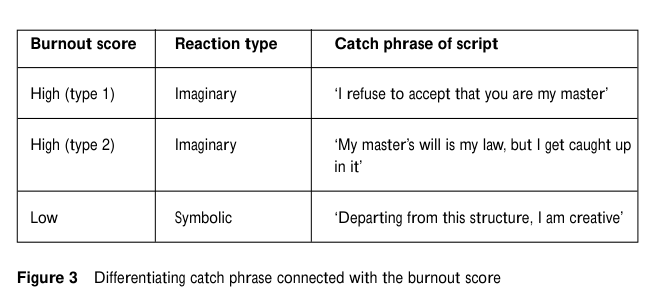 Burnout score Reaction type Catch phrase of script
High (type 1) Imaginary ‘I refuse to accept that you are my master’
High (type 2) Imaginary ‘My master’s will is my law, but I get caught up
in it’
Low Symbolic ‘Departing from this structure, I am creative’
Figure 3 Differentiating catch phrase connected with the burnout score